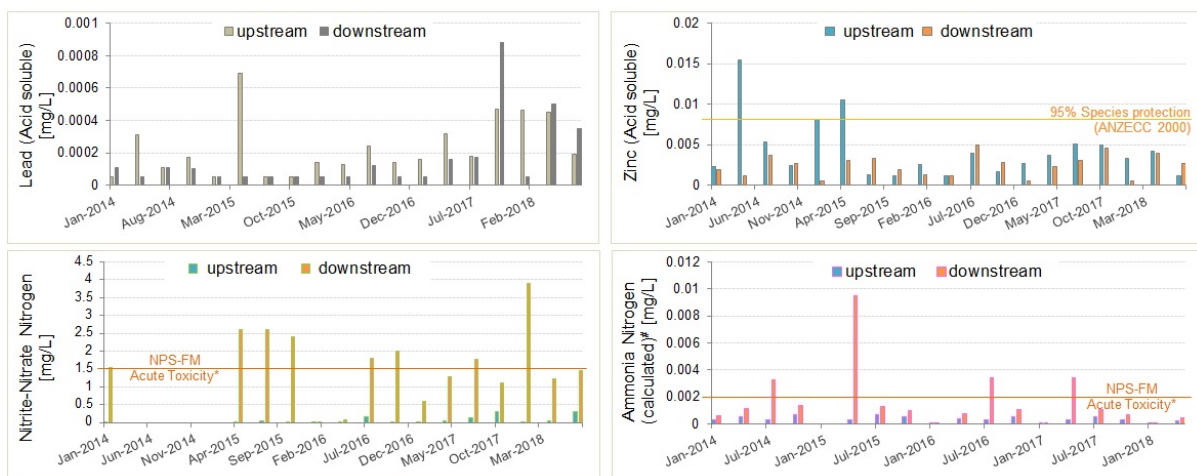 upstream downstream
Lead (Acid soluble)
[mg/L]
0.001
0.0008
0.0006
0.0004
0.0002
0
Jan-2014
Aug-2014
Mar-2015
Oct-2015
May-2016
Dec-2016
Jul-2017
Feb-2018
upstream downstream
Zinc (Acid soluble)
[mg/L]
0.02
0.015
0.01
0.005
0
95% Species protection
(ANZECC 2000)
Jan-2014
Jun-2014
Nov-2014
Apr-2015
Sep-2015
Feb-2016
Jul-2016
Dec-2016
May-2017
Oct-2017
Mar-2018
upstream downstream
Nitrite-Nitrate Nitrogen
[mg/L]
4.5
4
3.5
3
2.5
2
1.5
1
0.5
0
NPS-FM
Acute Toxicity*
Jan-2014
Jun-2014
Nov-2014
Apr-2015
Sep-2015
Feb-2016
Jul-2016
Dec-2016
May-2017
Oct-2017
Mar-2018
upstream downstream
Ammonia Nitrogen
(calculated)# [mg/L]
0.012
0.01
0.008
0.006
0.004
0.002
0
NPS-FM
Acute Toxicity*
Jan-2014
Jul-2014
Jan-2015
Jul-2015
Jan-2016
Jul-2016
Jan-2017
Jul-2017
Jan-2018